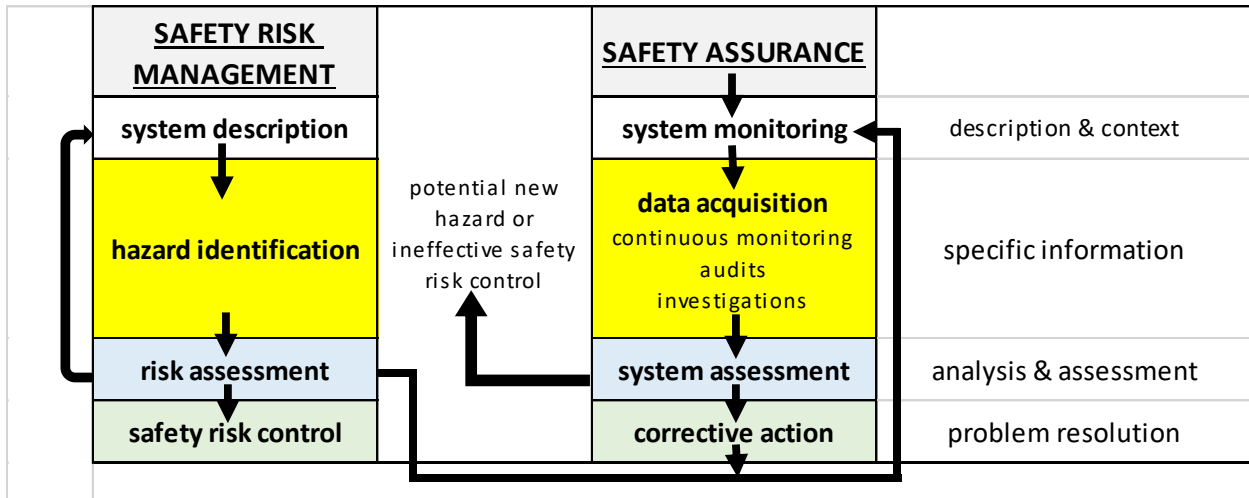 SAFETY RISK
MANAGEMENT
SAFETY ASSURANCE
system description
system monitoring
description & context
hazard identification
potential new
hazard or
ineffective safety
risk control
data acquisition
continuous monitoring
audits
investigations
specific information
risk assessment
system assessment
analysis & assessment
safety risk control
corrective action
problem resolution